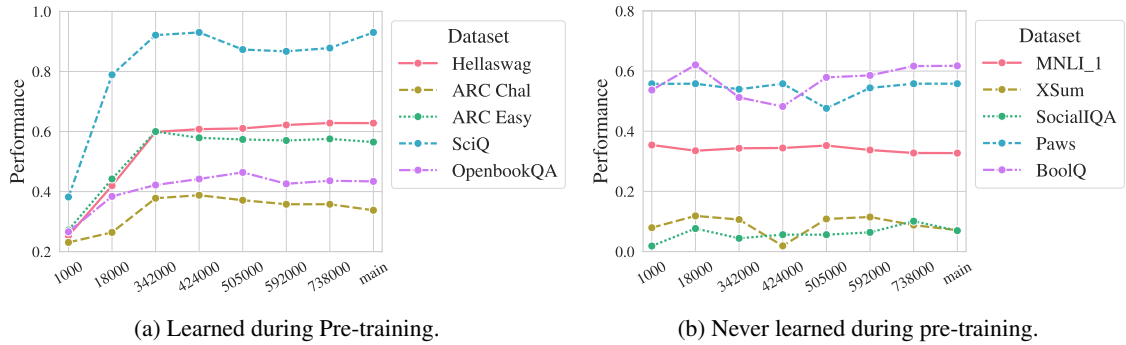 1.0
0.8
0.6
0.4
0.2
Performance
1000
18000
342000
424000
505000
592000
738000
main
Dataset
Hellaswag
ARC Chal
ARC Easy
SciQ
OpenbookQA
(a) Learned during Pre-training.
0.8
0.6
0.4
0.2
0.0
Performance
1000
18000
342000
424000
505000
592000
738000
main
Dataset
MNLI_1
XSum
SocialIQA
Paws
BoolQ
(b) Never learned during pre-training.